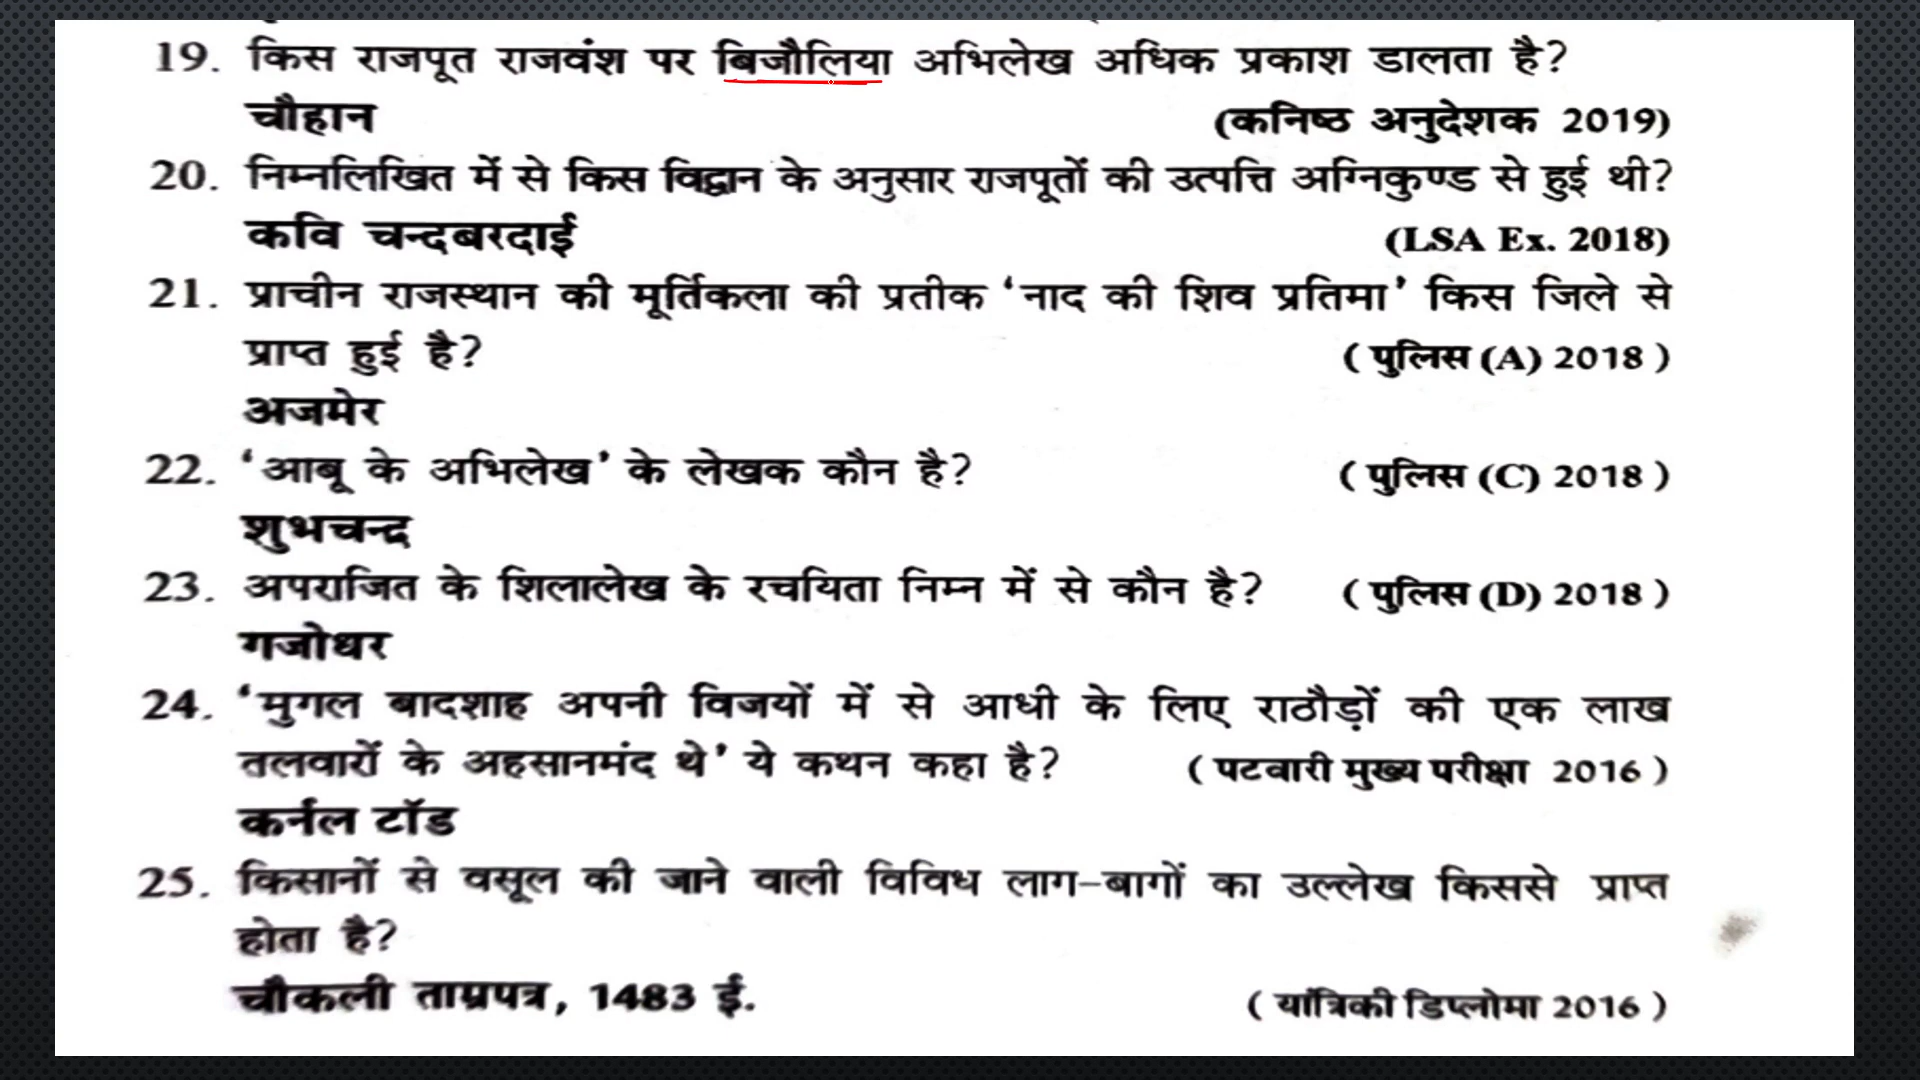 19. किस राजपूत राजवंश पर बिजौलिया अभिलेख अधिक प्रकाश डालता है?
चौहान (कनिष्ठ अनुदेशक 2019)
20. निम्नलिखित में से किस विद्वान के अनुसार राजपूतों की उत्पत्ति अग्निकुण्ड से हुई थी?
कवि चन्दबरदाई (LSA Ex. 2018)
21. प्राचीन राजस्थान की मूर्तिकला की प्रतीक ‘नाद की शिव प्रतिमा’ किस जिले से
प्राप्त हुई है? ( पुलिस (A) 2018 )
अजमेर
22. ‘आबू के अभिलेख’ के लेखक कौन है? ( पुलिस (C) 2018 )
शुभचन्द्र
23. अपराजित के शिलालेख के रचयिता निम्न में से कौन है? ( पुलिस (D) 2018 )
गजोधर
24. ‘मुगल बादशाह अपनी विजयों में से आधी के लिए राठौड़ों की एक लाख
तलवारों के अहसानमंद थे’ ये कथन कहा है? ( पटवारी मुख्य परीक्षा 2016 )
कर्नल टॉड
25. किसानों से वसूल की जाने वाली विविध लाग-बागों का उल्लेख किससे प्राप्त
होता है?
चीकली ताम्रपत्र, 1483 ई. ( यांत्रिकी डिप्लोमा 2016 )